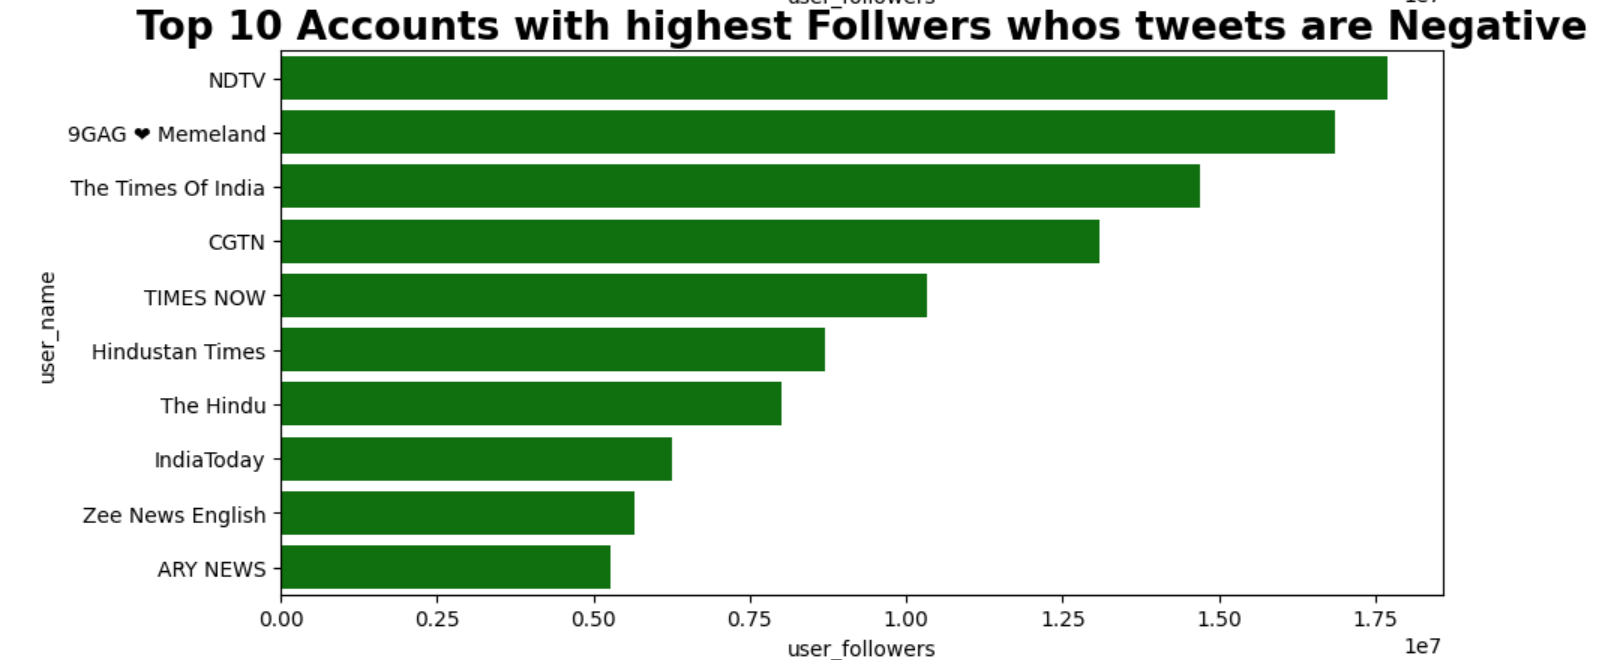 user_followers
1e7
Top 10 Accounts with highest Follwers whos tweets are Negative
NDTV
9GAG ❤ Memeland
The Times Of India
CGTN
TIMES NOW
Hindustan Times
The Hindu
IndiaToday
Zee News English
ARY NEWS
user_name
0.00 0.25 0.50 0.75 1.00 1.25 1.50 1.75
1e7
user_followers